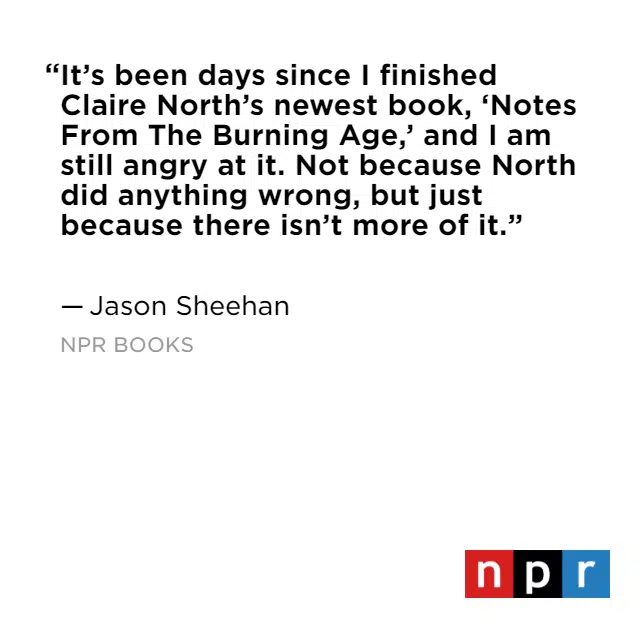 “It’s been days since I finished
Claire North’s newest book, ‘Notes
From The Burning Age,’ and I am
still angry at it. Not because North
did anything wrong, but just
because there isn’t more of it.”
— Jason Sheehan
NPR BOOKS
npr